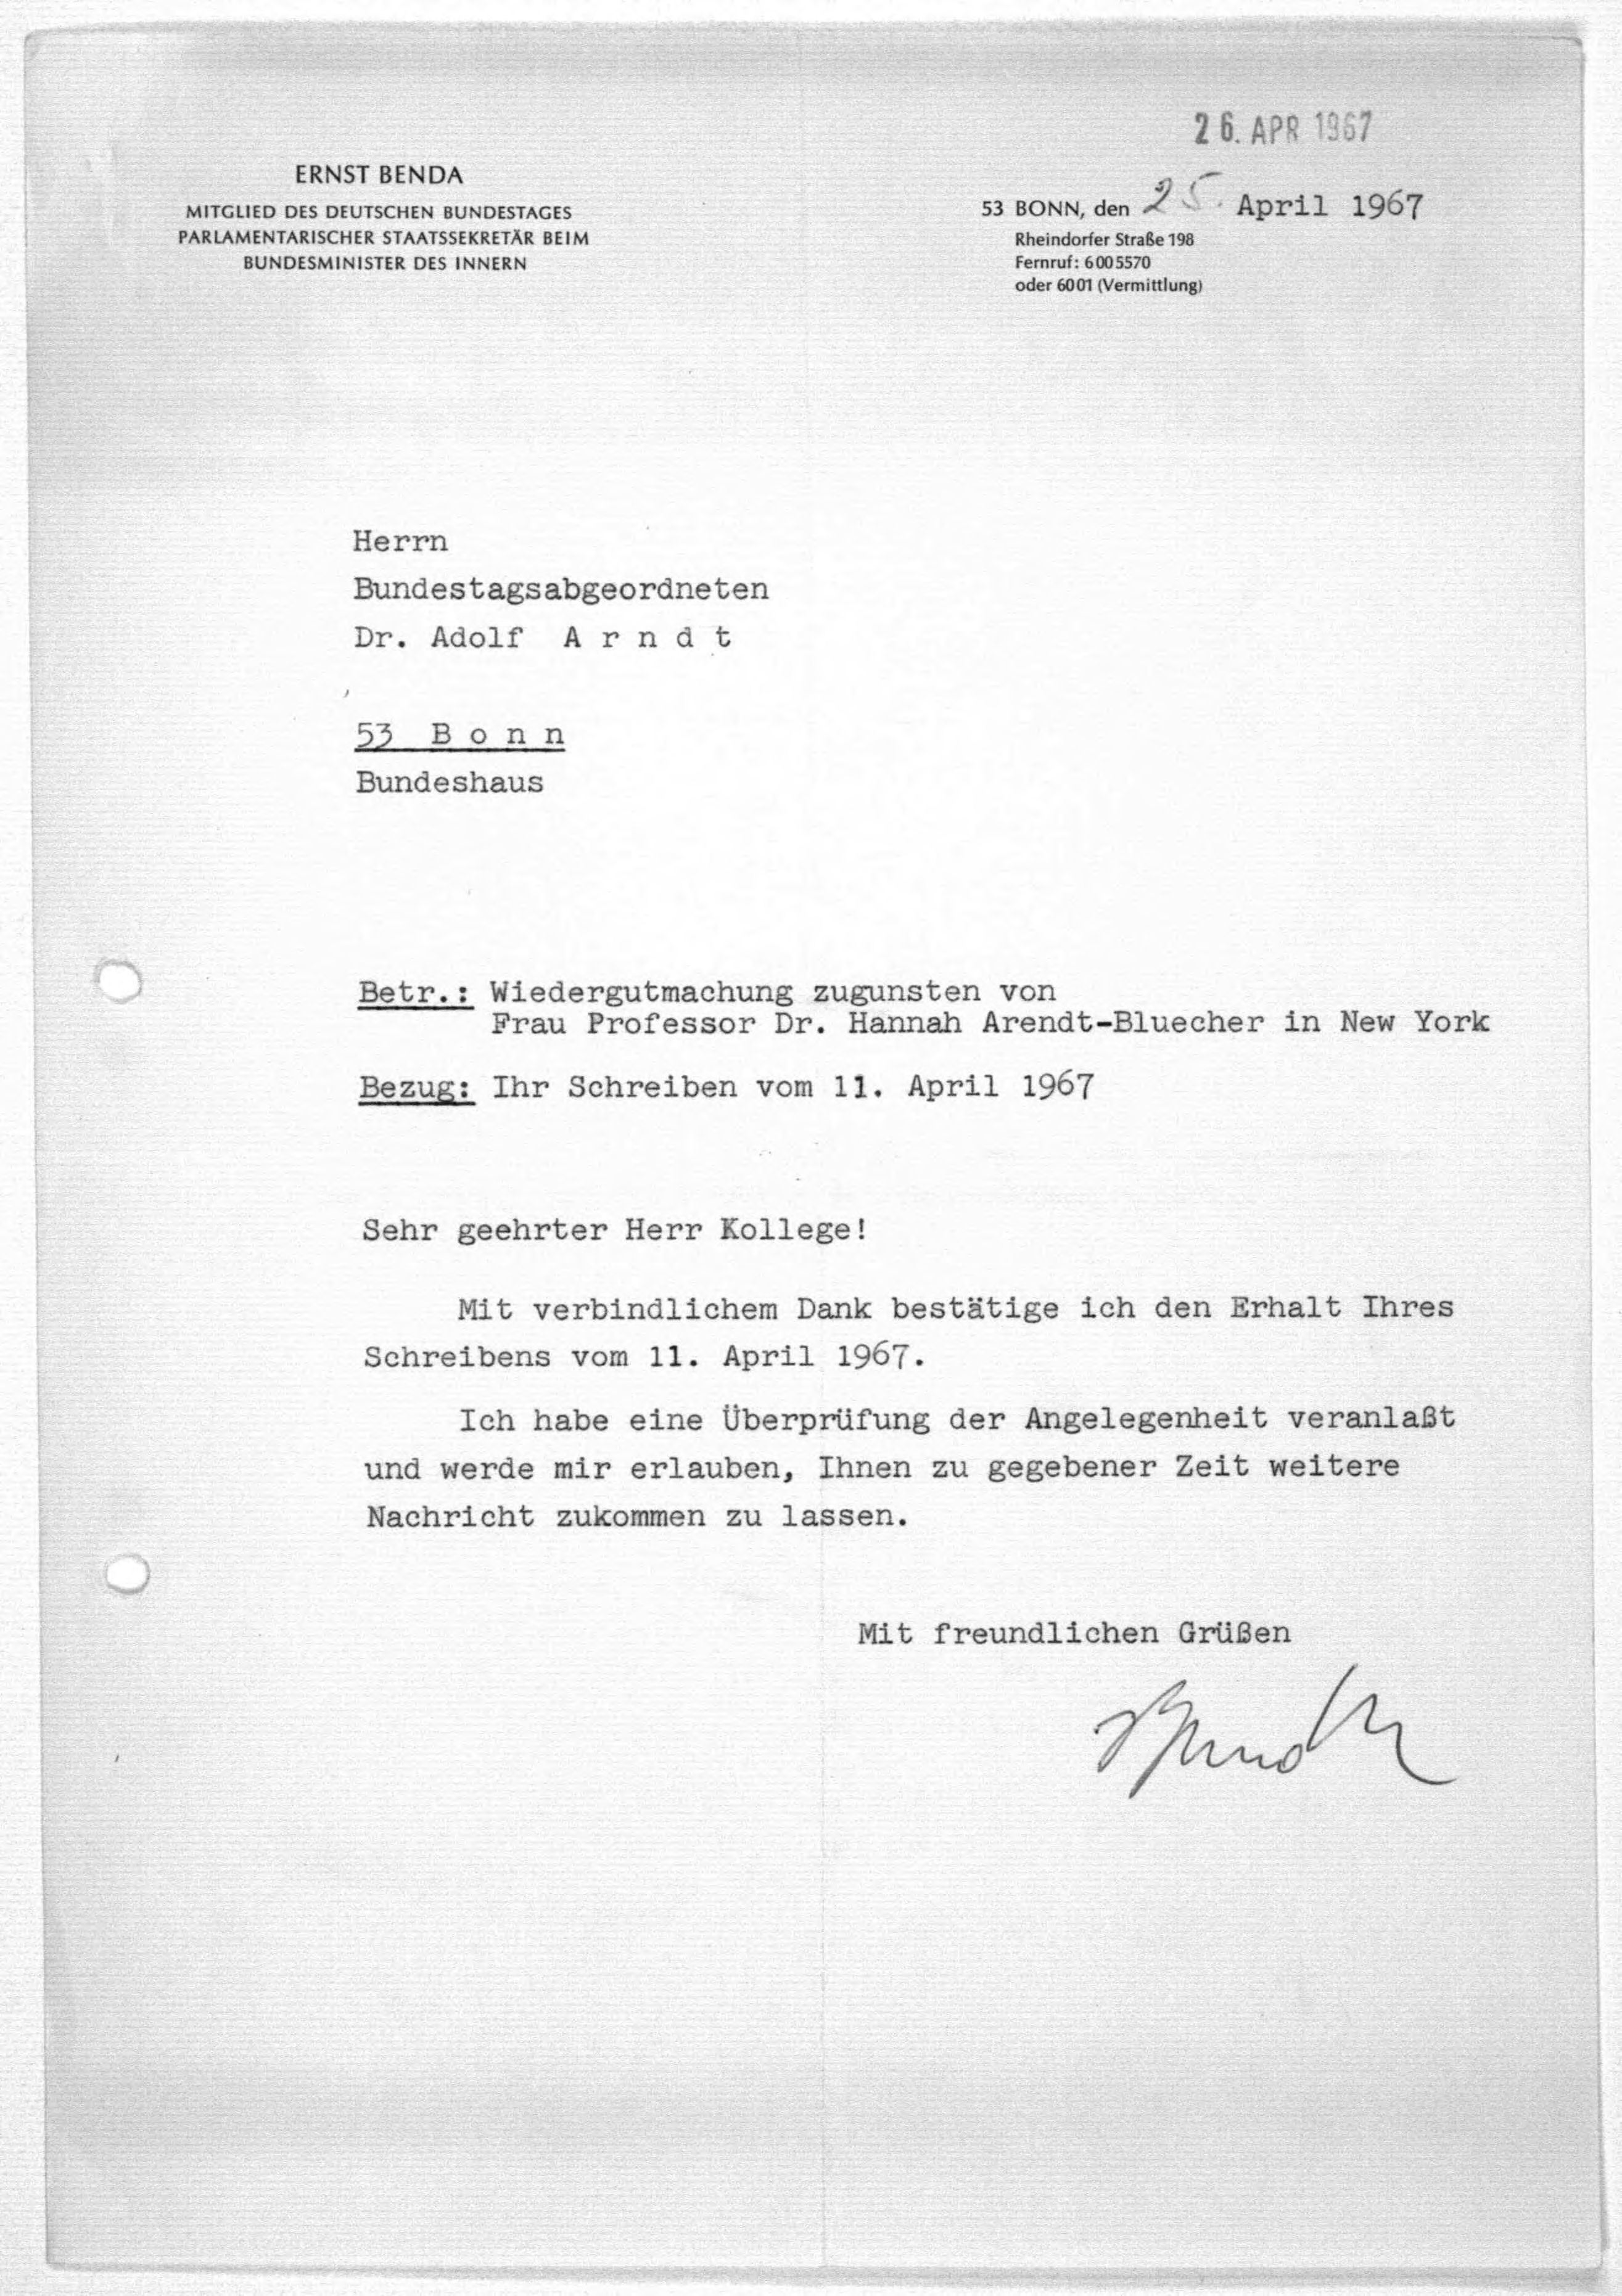 26. APR 1967
ERNST BENDA
MITGLIED DES DEUTSCHEN BUNDESTAGES
PARLAMENTARISCHER STAATSSEKRETÄR BEIM
BUNDESMINISTER DES INNERN
53 BONN, den 25. April 1967
Rheindorfer Straße 198
Fernruf: 6005570
oder 6001 (Vermittlung)
Herrn
Bundestagsabgeordneten
Dr. Adolf A r n d t
53 B o n n
Bundeshaus
Betr.: Wiedergutmachung zugunsten von
Frau Professor Dr. Hannah Arendt-Bluecher in New York
Bezug: Ihr Schreiben vom 11. April 1967
Sehr geehrter Herr Kollege!
Mit verbindlichem Dank bestätige ich den Erhalt Ihres
Schreibens vom 11. April 1967.
Ich habe eine Überprüfung der Angelegenheit veranlaßt
und werde mir erlauben, Ihnen zu gegebener Zeit weitere
Nachricht zukommen zu lassen.
Mit freundlichen Grüßen
Benda